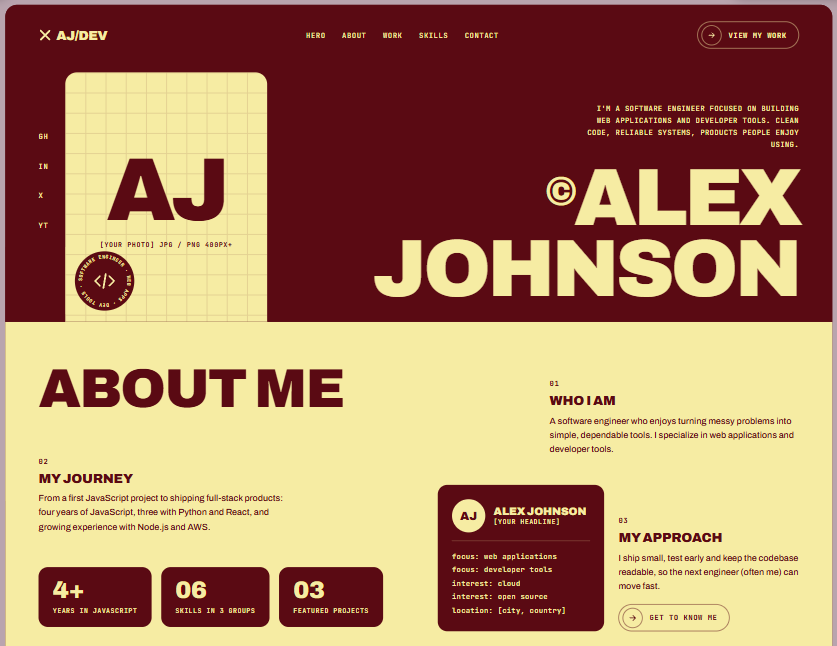 AJ/DEV
HERO ABOUT WORK SKILLS CONTACT
→ VIEW MY WORK
GH
IN
X
YT
AJ
[YOUR PHOTO] JPG / PNG 400PX+
SOFTWARE ENGINEER · WEB APPS · DEV TOOLS ·
</>
I'M A SOFTWARE ENGINEER FOCUSED ON BUILDING
WEB APPLICATIONS AND DEVELOPER TOOLS. CLEAN
CODE, RELIABLE SYSTEMS, PRODUCTS PEOPLE ENJOY
USING.
©ALEX
JOHNSON
ABOUT ME
01
WHO I AM
A software engineer who enjoys turning messy problems into
simple, dependable tools. I specialize in web applications and
developer tools.
02
MY JOURNEY
From a first JavaScript project to shipping full-stack products:
four years of JavaScript, three with Python and React, and
growing experience with Node.js and AWS.
4+
YEARS IN JAVASCRIPT
06
SKILLS IN 3 GROUPS
03
FEATURED PROJECTS
AJ
ALEX JOHNSON
[YOUR HEADLINE]
focus: web applications
focus: developer tools
interest: cloud
interest: open source
location: [city, country]
03
MY APPROACH
I ship small, test early and keep the codebase
readable, so the next engineer (often me) can
move fast.
→ GET TO KNOW ME